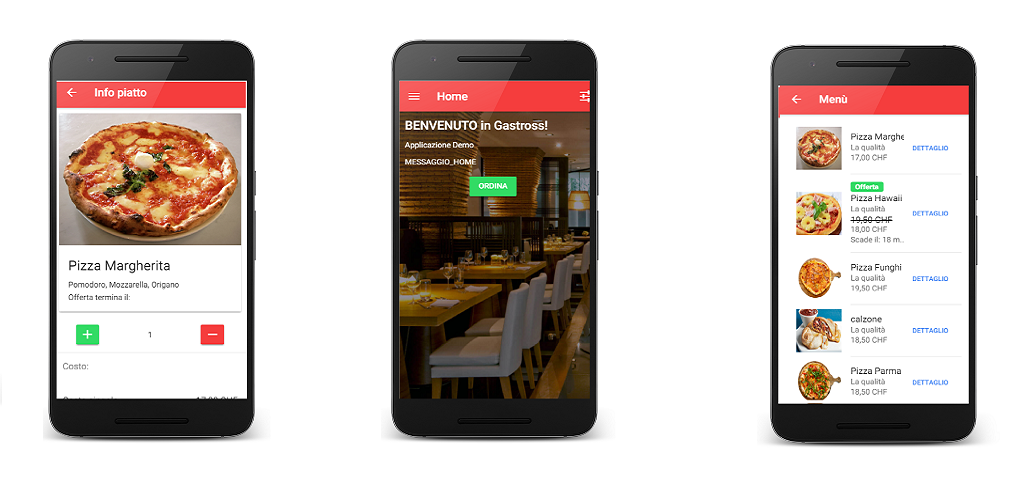 Info piatto
Pizza Margherita
Pomodoro, Mozzarella, Origano
Offerta termina il:
+
1
−
Costo:
Home
BENVENUTO in Gastross!
Applicazione Demo
MESSAGGIO_HOME
ORDINA
Menù
Pizza Marghe
La qualità
17,00 CHF
DETTAGLIO
Offerta
Pizza Hawaii
La qualità
19,50 CHF
18,00 CHF
Scade il: 18 m..
DETTAGLIO
Pizza Funghi
La qualità
19,50 CHF
DETTAGLIO
calzone
La qualità
18,50 CHF
DETTAGLIO
Pizza Parma
La qualità
18,50 CHF
DETTAGLIO